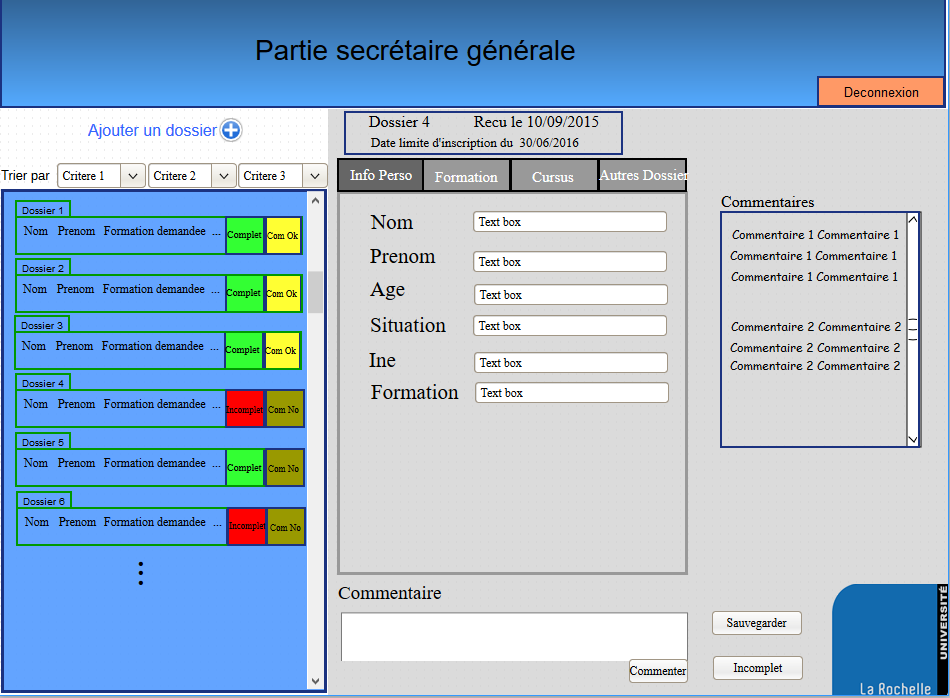 Partie secrétaire générale
Deconnexion
Ajouter un dossier
Trier par Critere 1 Critere 2 Critere 3
Dossier 1
Nom Prenom Formation demandee ... Complet Com Ok
Dossier 2
Nom Prenom Formation demandee ... Complet Com Ok
Dossier 3
Nom Prenom Formation demandee ... Complet Com Ok
Dossier 4
Nom Prenom Formation demandee ... Incomplet Com No
Dossier 5
Nom Prenom Formation demandee ... Complet Com No
Dossier 6
Nom Prenom Formation demandee ... Incomplet Com No
Dossier 4 Recu le 10/09/2015
Date limite d'inscription du 30/06/2016
Info Perso Formation Cursus Autres Dossier
Nom Text box
Prenom Text box
Age Text box
Situation Text box
Ine Text box
Formation Text box
Commentaires
Commentaire 1 Commentaire 1
Commentaire 1 Commentaire 1
Commentaire 1 Commentaire 1
Commentaire 2 Commentaire 2
Commentaire 2 Commentaire 2
Commentaire 2 Commentaire 2
Commentaire
Commenter
Sauvegarder
Incomplet
UNIVERSITÉ
La Rochelle